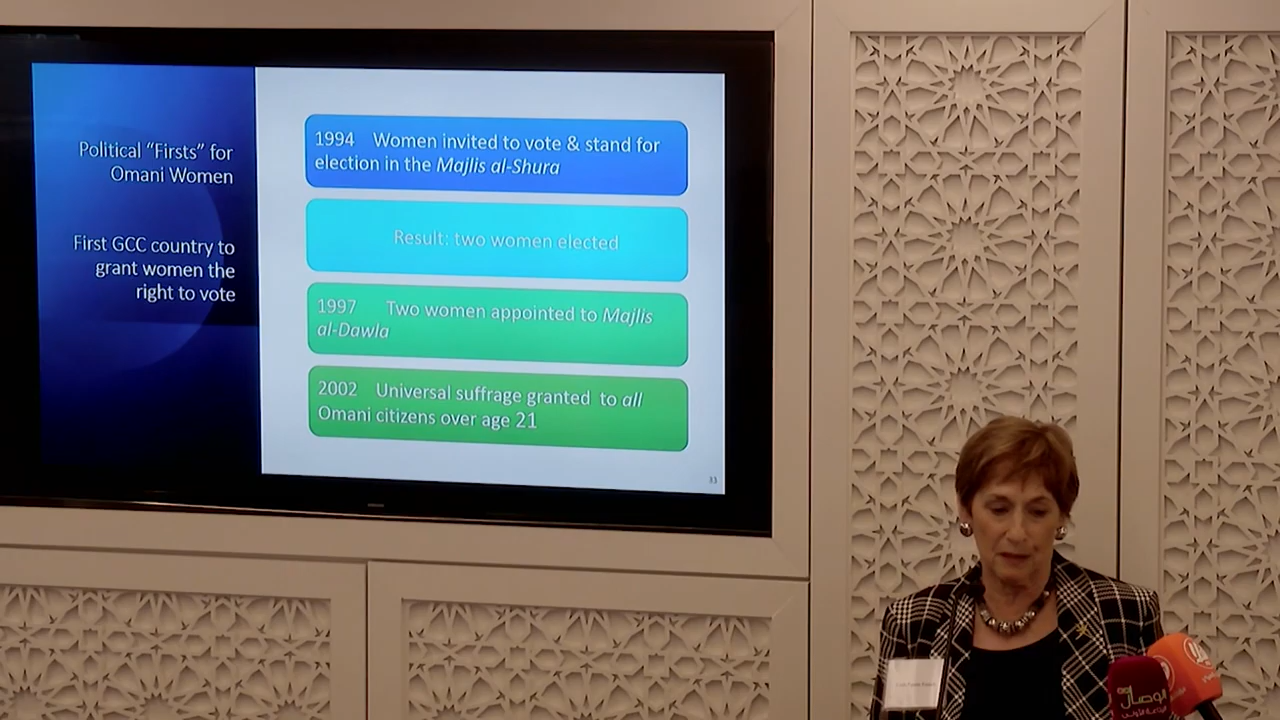 Political “Firsts” for
Omani Women
First GCC country to
grant women the
right to vote
1994 Women invited to vote & stand for
election in the Majlis al-Shura
Result: two women elected
1997 Two women appointed to Majlis
al-Dawla
2002 Universal suffrage granted to all
Omani citizens over age 21
33
الوصال